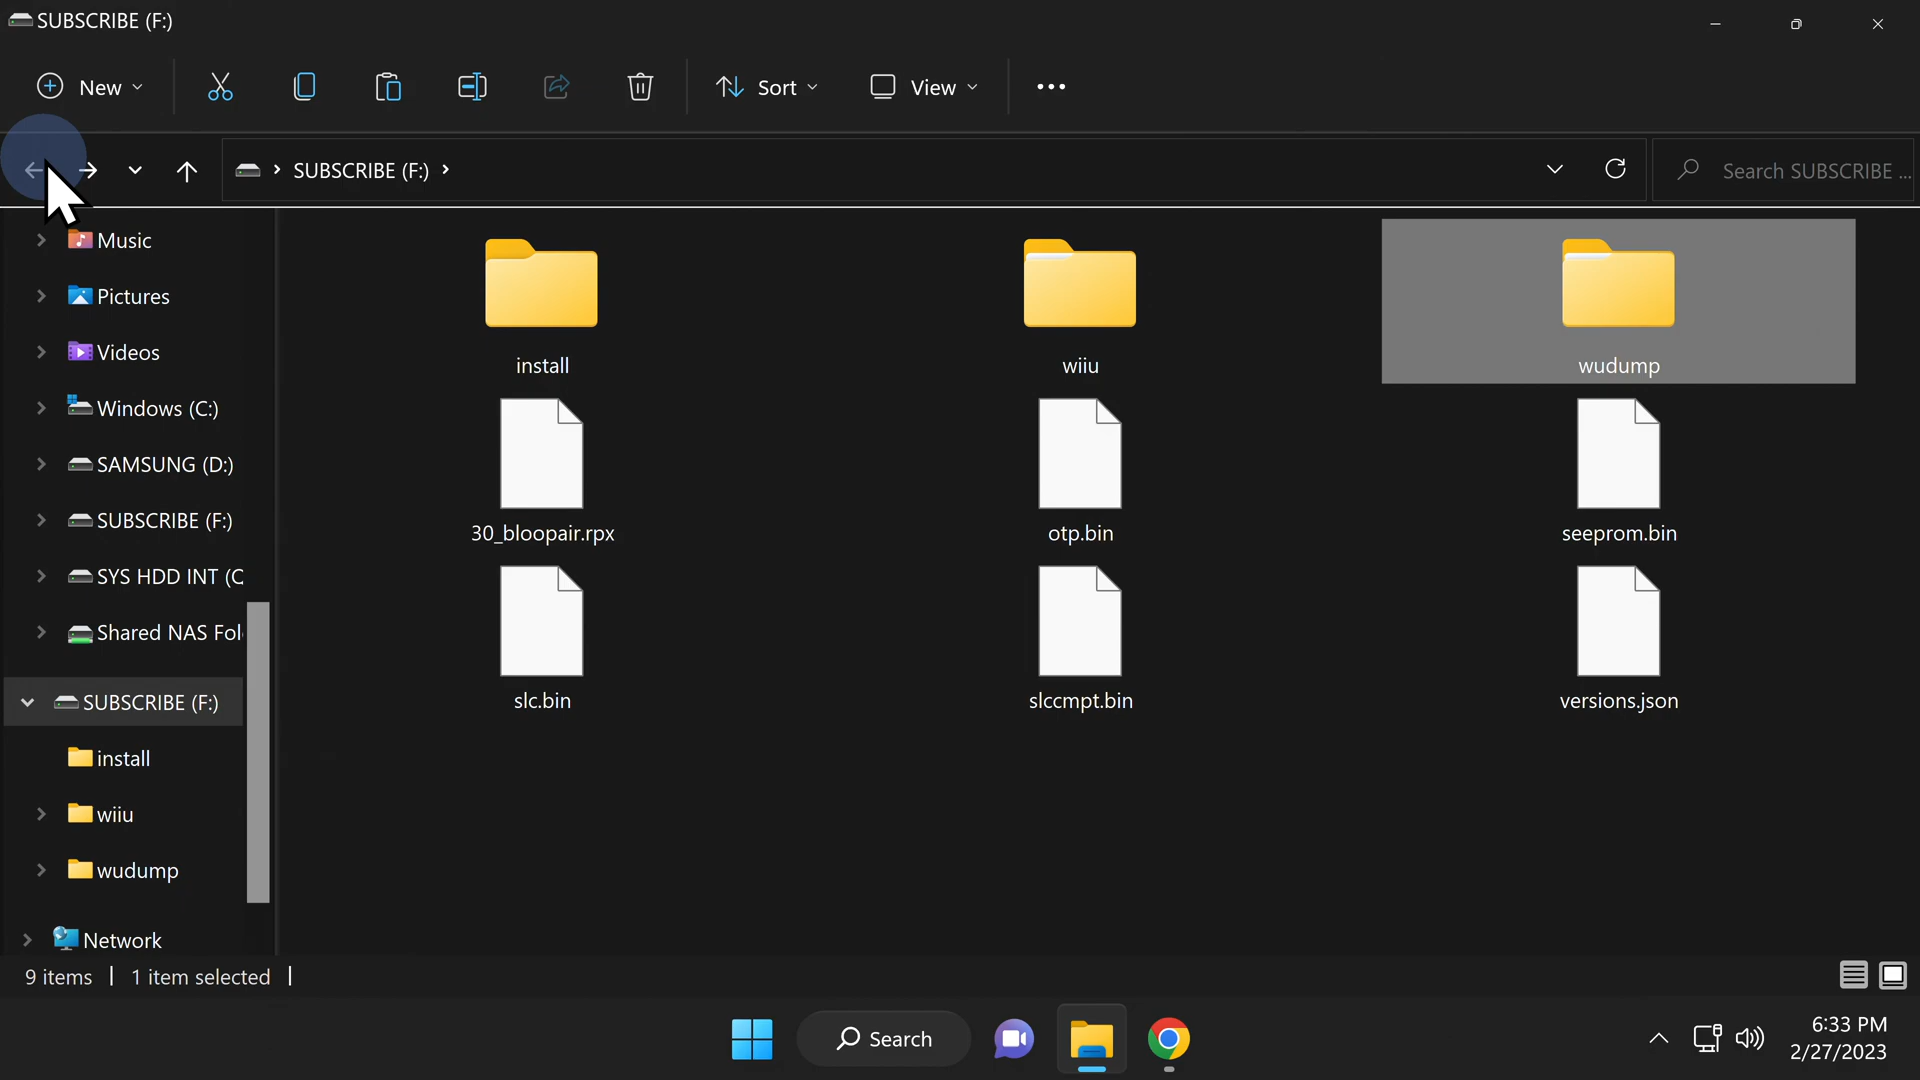 SUBSCRIBE (F:)
New
Sort
View
SUBSCRIBE (F:)
Search SUBSCRIBE ...
Music
Pictures
Videos
Windows (C:)
SAMSUNG (D:)
SUBSCRIBE (F:)
SYS HDD INT (C
Shared NAS Fol
SUBSCRIBE (F:)
install
wiiu
wudump
Network
install
wiiu
wudump
30_bloopair.rpx
otp.bin
seeprom.bin
slc.bin
slccmpt.bin
versions.json
9 items
1 item selected
Search
6:33 PM
2/27/2023